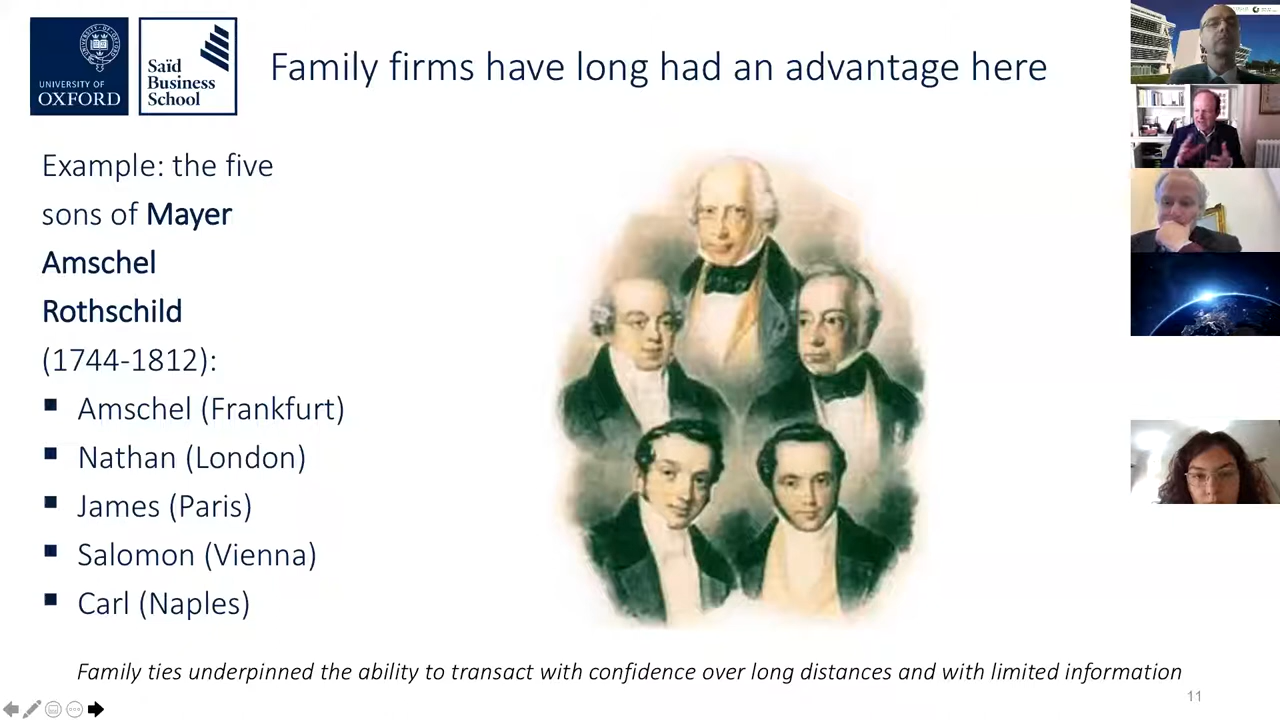 UNIVERSITY OF
OXFORD
Saïd
Business
School
Family firms have long had an advantage here
Example: the five
sons of Mayer
Amschel
Rothschild
(1744-1812):
▪ Amschel (Frankfurt)
▪ Nathan (London)
▪ James (Paris)
▪ Salomon (Vienna)
▪ Carl (Naples)
Family ties underpinned the ability to transact with confidence over long distances and with limited information
11